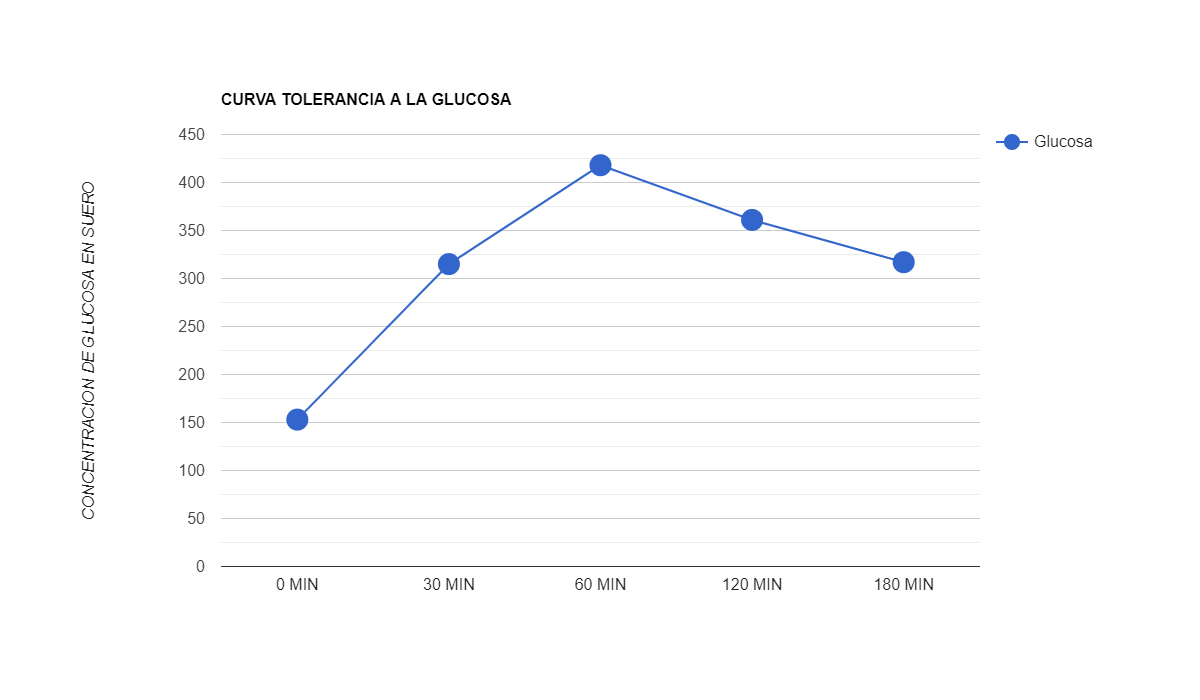 CURVA TOLERANCIA A LA GLUCOSA
Glucosa
CONCENTRACION DE GLUCOSA EN SUERO
450
400
350
300
250
200
150
100
50
0
0 MIN
30 MIN
60 MIN
120 MIN
180 MIN